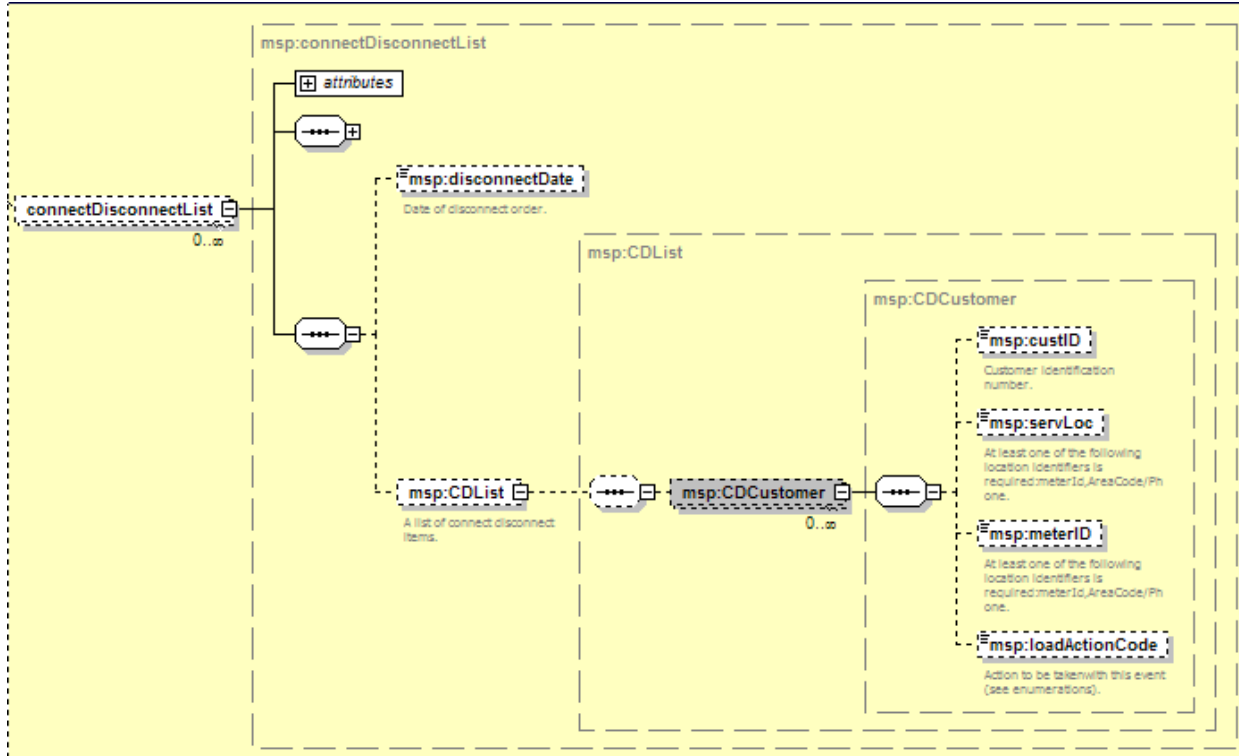 msp:connectDisconnectList
attributes
msp:disconnectDate
Date of disconnect order.
connectDisconnectList
0..∞
msp:CDList
msp:CDCustomer
msp:custID
Customer identification
number.
msp:servLoc
At least one of the following
location identifiers is
required:meterId,AreaCode/Ph
one.
msp:CDList
A list of connect disconnect
items.
msp:CDCustomer
0..∞
msp:meterID
At least one of the following
location identifiers is
required:meterId,AreaCode/Ph
one.
msp:loadActionCode
Action to be takenwith this event
(see enumerations).